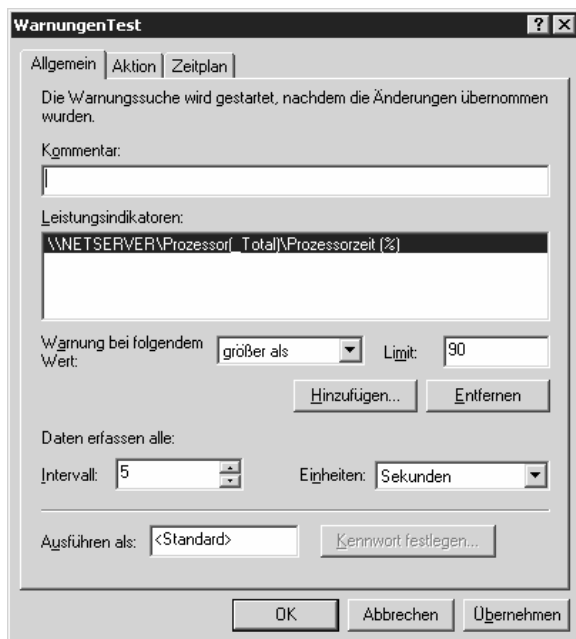 WarnungenTest
Allgemein Aktion Zeitplan
Die Warnungssuche wird gestartet, nachdem die Änderungen übernommen
wurden.
Kommentar:
Leistungsindikatoren:
\\NETSERVER\Prozessor(_Total)\Prozessorzeit (%)
Warnung bei folgendem
Wert:
größer als
Limit:
90
Hinzufügen...
Entfernen
Daten erfassen alle:
Intervall:
5
Einheiten:
Sekunden
Ausführen als:
<Standard>
Kennwort festlegen...
OK
Abbrechen
Übernehmen